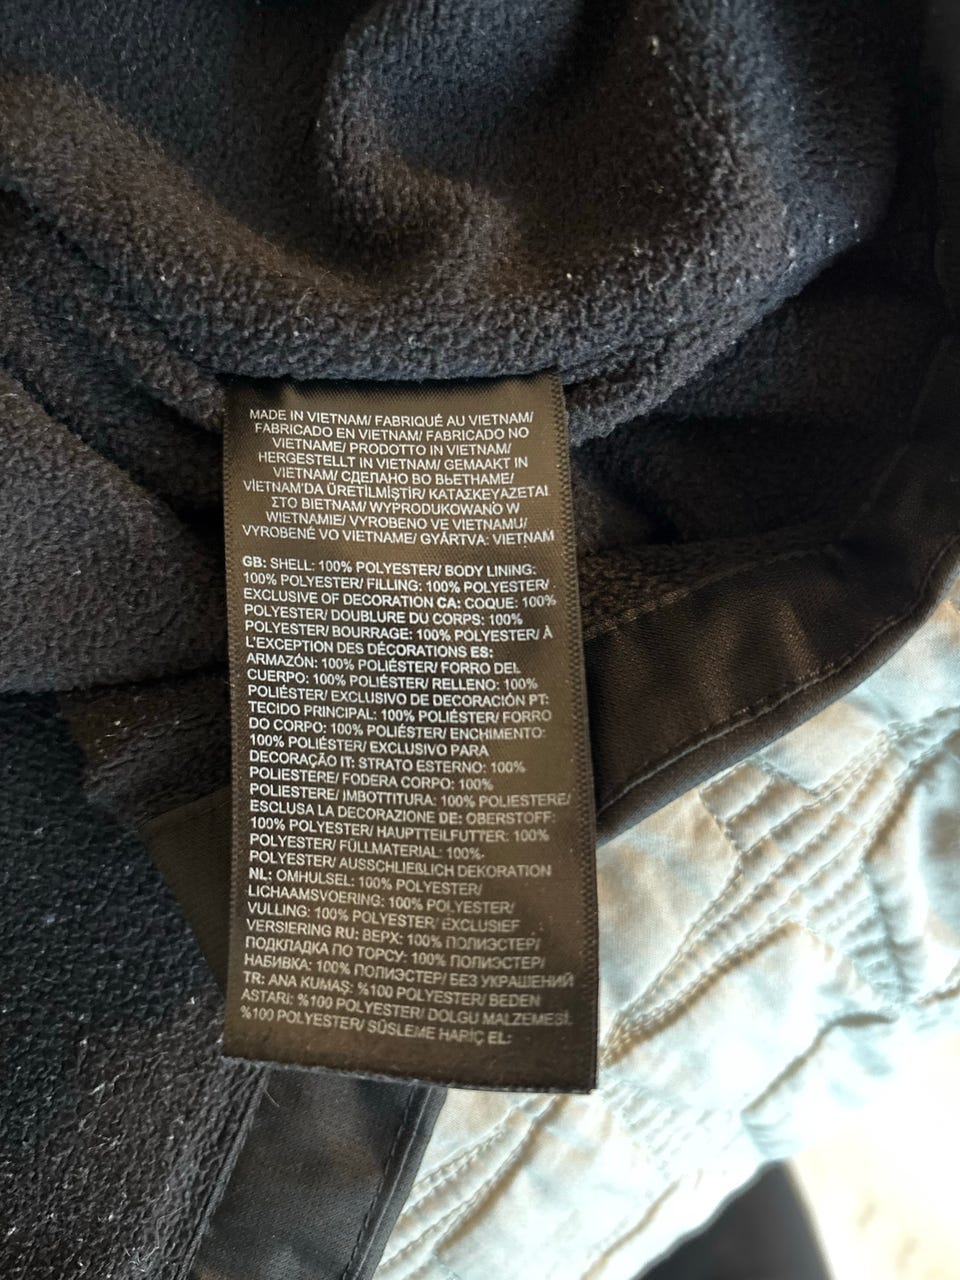 MADE IN VIETNAM/ FABRIQUÉ AU VIETNAM/
FABRICADO EN VIETNAM/ FABRICADO NO
VIETNAME/ PRODOTTO IN VIETNAM/
HERGESTELLT IN VIETNAM/ GEMAAKT IN
VIETNAM/ СДЕЛАНО ВО ВЬЕТНАМЕ/
VİETNAM'DA ÜRETİLMİŞTİR/ ΚΑΤΑΣΚΕΥΑΖΕΤΑΙ
ΣΤΟ ΒΙΕΤΝΑΜ/ WYPRODUKOWANO W
WIETNAMIE/ VYROBENO VE VIETNAMU/
VYROBENÉ VO VIETNAME/ GYÁRTVA: VIETNAM
GB: SHELL: 100% POLYESTER/ BODY LINING:
100% POLYESTER/ FILLING: 100% POLYESTER/
EXCLUSIVE OF DECORATION CA: COQUE: 100%
POLYESTER/ DOUBLURE DU CORPS: 100%
POLYESTER/ BOURRAGE: 100% POLYESTER/ À
L'EXCEPTION DES DÉCORATIONS ES:
ARMAZÓN: 100% POLIÉSTER/ FORRO DEL
CUERPO: 100% POLIÉSTER/ RELLENO: 100%
POLIÉSTER/ EXCLUSIVO DE DECORACIÓN PT:
TECIDO PRINCIPAL: 100% POLIÉSTER/ FORRO
DO CORPO: 100% POLIÉSTER/ ENCHIMENTO:
100% POLIÉSTER/ EXCLUSIVO PARA
DECORAÇÃO IT: STRATO ESTERNO: 100%
POLIESTERE/ FODERA CORPO: 100%
POLIESTERE/ IMBOTTITURA: 100% POLIESTERE/
ESCLUSA LA DECORAZIONE DE: OBERSTOFF:
100% POLYESTER/ HAUPTTEILFUTTER: 100%
POLYESTER/ FÜLLMATERIAL: 100%
POLYESTER/ AUSSCHLIEßLICH DEKORATION
NL: OMHULSEL: 100% POLYESTER/
LICHAAMSVOERING: 100% POLYESTER/
VULLING: 100% POLYESTER/ EXCLUSIEF
VERSIERING RU: ВЕРХ: 100% ПОЛИЭСТЕР/
ПОДКЛАДКА ПО ТОРСУ: 100% ПОЛИЭСТЕР/
НАБИВКА: 100% ПОЛИЭСТЕР/ БЕЗ УКРАШЕНИЙ
TR: ANA KUMAŞ: %100 POLYESTER/ BEDEN
ASTARI: %100 POLYESTER/ DOLGU MALZEMESİ:
%100 POLYESTER/ SÜSLEME HARİÇ EL: